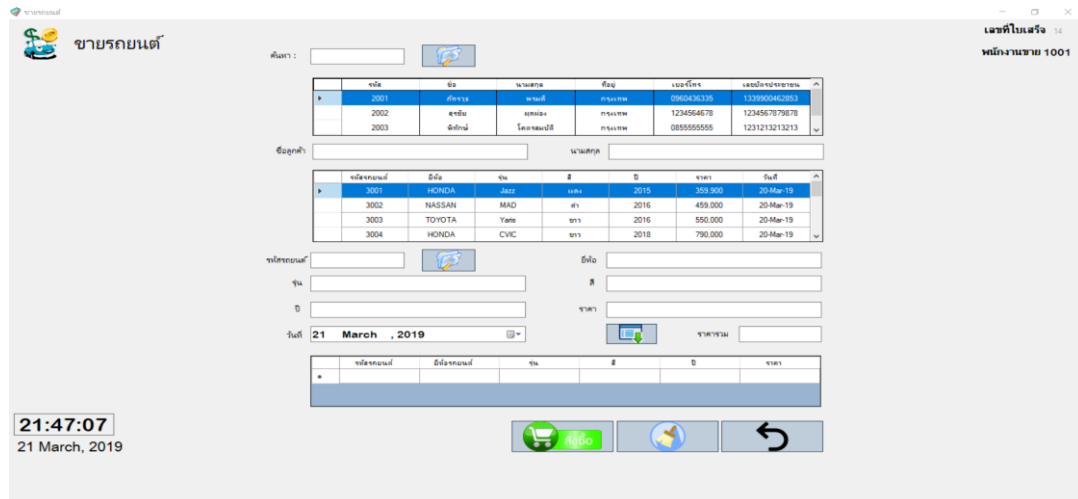 ขายรถยนต์
ขายรถยนต์
เลขที่ใบเสร็จ 14
พนักงานขาย 1001
ค้นหา :
รหัส ชื่อ นามสกุล ที่อยู่ เบอร์โทร เลขบัตรประชาชน
2001 กรุงเทพ 0960436335 1339900462853
2002 สุรชัย กรุงเทพ 1234564678 1234567879878
2003 พิทักษ์ โคตรสมบัติ กรุงเทพ 0855555555 1231213213213
ชื่อลูกค้า นามสกุล
รหัสรถยนต์ ยี่ห้อ รุ่น สี ปี ราคา วันที่
3001 HONDA Jazz แดง 2015 359,900 20-Mar-19
3002 NASSAN MAD ดำ 2016 459,000 20-Mar-19
3003 TOYOTA Yaris ขาว 2016 550,000 20-Mar-19
3004 HONDA CVIC ขาว 2018 790,000 20-Mar-19
รหัสรถยนต์ ยี่ห้อ
รุ่น สี
ปี ราคา
วันที่ 21 March , 2019 ราคารวม
รหัสรถยนต์ ยี่ห้อรถยนต์ รุ่น สี ปี ราคา
21:47:07
21 March, 2019
สั่งซื้อ